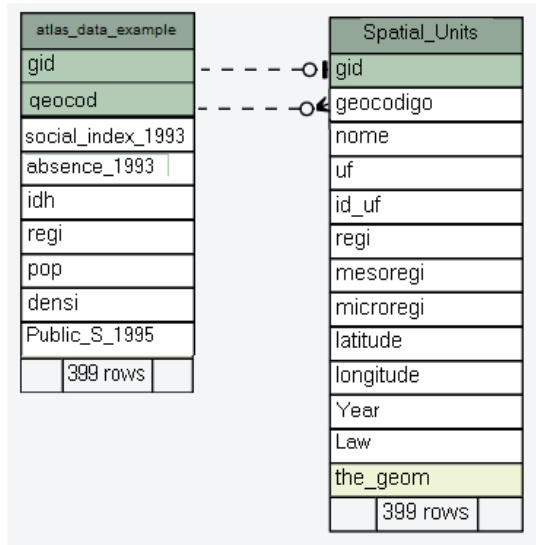 atlas_data_example
gid
qeocod
social_index_1993
absence_1993
idh
regi
pop
densi
Public_S_1995
399 rows
Spatial_Units
gid
geocodigo
nome
uf
id_uf
regi
mesoregi
microregi
latitude
longitude
Year
Law
the_geom
399 rows